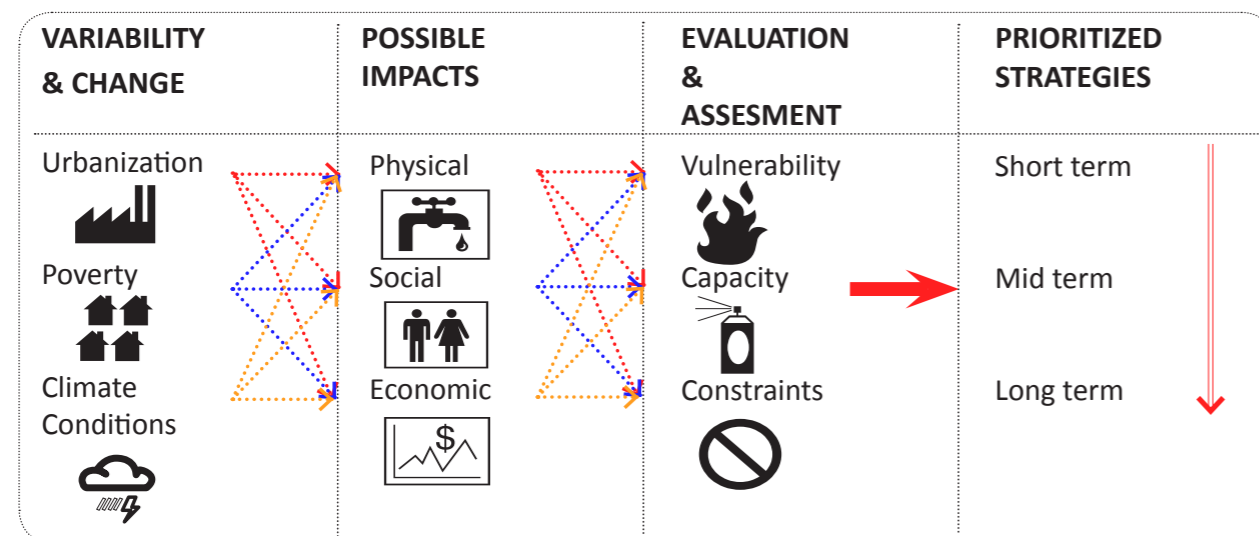 VARIABILITY
& CHANGE
POSSIBLE
IMPACTS
EVALUATION
&
ASSESMENT
PRIORITIZED
STRATEGIES
Urbanization
Physical
Vulnerability
Short term
Poverty
Social
Capacity
Mid term
Climate
Conditions
Economic
Constraints
Long term
$